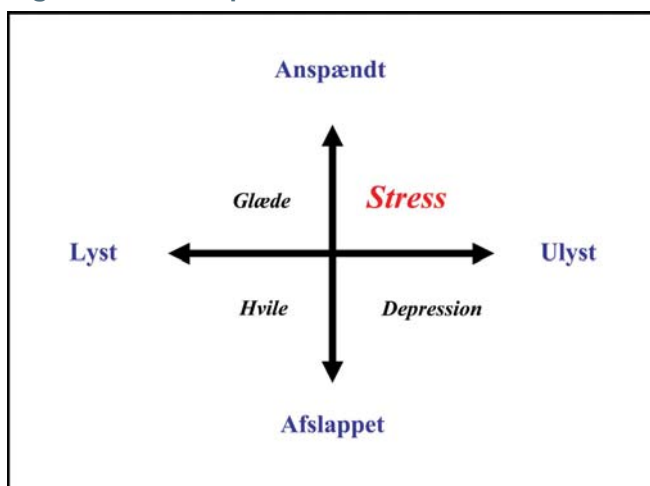 Anspændt
Glæde Stress
Lyst Ulyst
Hvile Depression
Afslappet